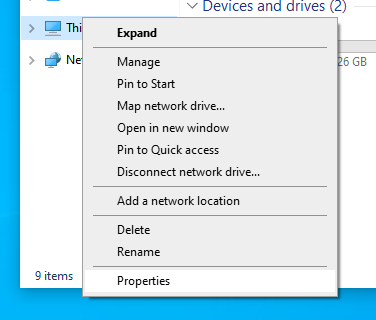 Devices and drives (2)
Thi
Expand
Net
26 GB
Manage
Pin to Start
Map network drive...
Open in new window
Pin to Quick access
Disconnect network drive...
Add a network location
Delete
Rename
9 items
Properties